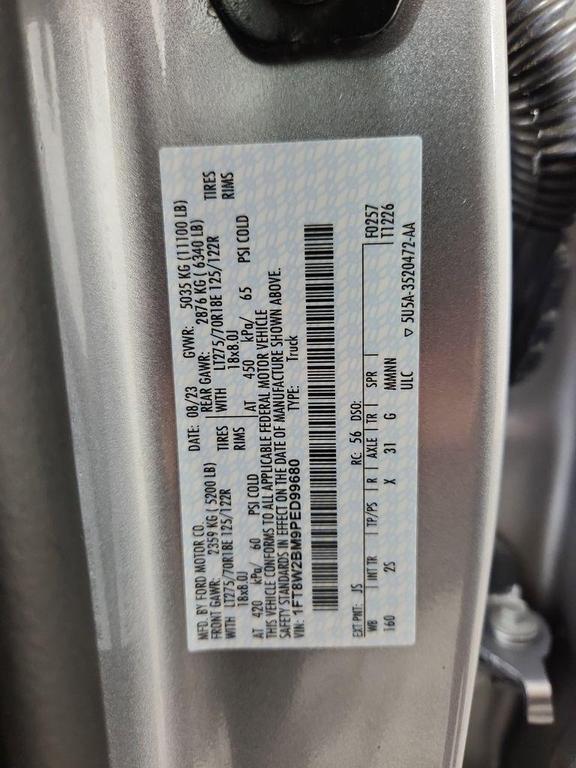 MFD. BY FORD MOTOR CO.
DATE: 08/23 GVWR: 5035 KG (11100 LB)
FRONT GAWR: 2359 KG (5200 LB) REAR GAWR: 2876 KG (6340 LB)
WITH LT275/70R18E 125/122R TIRES WITH LT275/70R18E 125/122R TIRES
18x8.0J RIMS 18x8.0J RIMS
AT 420 kPa/ 60 PSI COLD AT 450 kPa/ 65 PSI COLD
THIS VEHICLE CONFORMS TO ALL APPLICABLE FEDERAL MOTOR VEHICLE
SAFETY STANDARDS IN EFFECT ON THE DATE OF MANUFACTURE SHOWN ABOVE.
VIN: 1FT8W2BM9PED99680 TYPE: Truck
F0257
T1226
EXT PNT: JS RC: 56 DSO:
WB INT TR TP/PS R AXLE TR SPR
160 2S X 31 G MMMNN
ULC ▽ 5U5A-3520472-AA